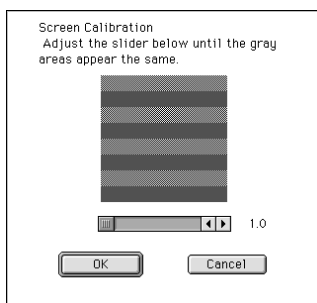 Screen Calibration
Adjust the slider below until the gray
areas appear the same.
1.0
OK
Cancel